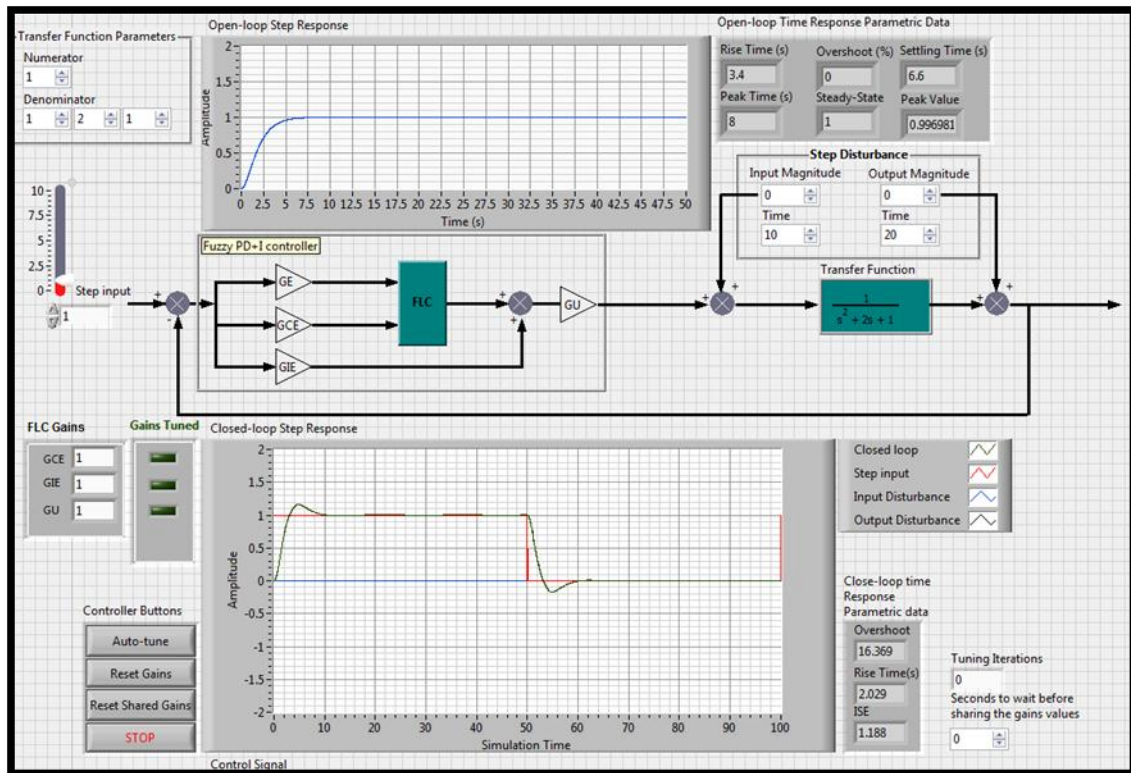 Transfer Function Parameters
Numerator
1
Denominator
1 2 1
Open-loop Step Response
2
1.5
1
0.5
0
Amplitude
0 2.5 5 7.5 10 12.5 15 17.5 20 22.5 25 27.5 30 32.5 35 37.5 40 42.5 45 47.5 50
Time (s)
Open-loop Time Response Parametric Data
Rise Time (s) Overshoot (%) Settling Time (s)
3.4 0 6.6
Peak Time (s) Steady-State Peak Value
8 1 0.996981
Step Disturbance
Input Magnitude Output Magnitude
0 0
Time Time
10 20
10
7.5
5
2.5
0
Step input
1
Fuzzy PD+I controller
GE
GCE
GIE
FLC
GU
Transfer Function
1
s^2 + 2s + 1
+ - + + + + + +
FLC Gains
GCE 1
GIE 1
GU 1
Gains Tuned
Closed-loop Step Response
2
1.5
1
0.5
0
-0.5
-1
-1.5
-2
Amplitude
0 10 20 30 40 50 60 70 80 90 100
Simulation Time
Closed loop
Step input
Input Disturbance
Output Disturbance
Controller Buttons
Auto-tune
Reset Gains
Reset Shared Gains
STOP
Close-loop time
Response
Parametric data
Overshoot
16.369
Rise Time(s)
2.029
ISE
1.188
Tuning Iterations
0
Seconds to wait before
sharing the gains values
0
Control Signal